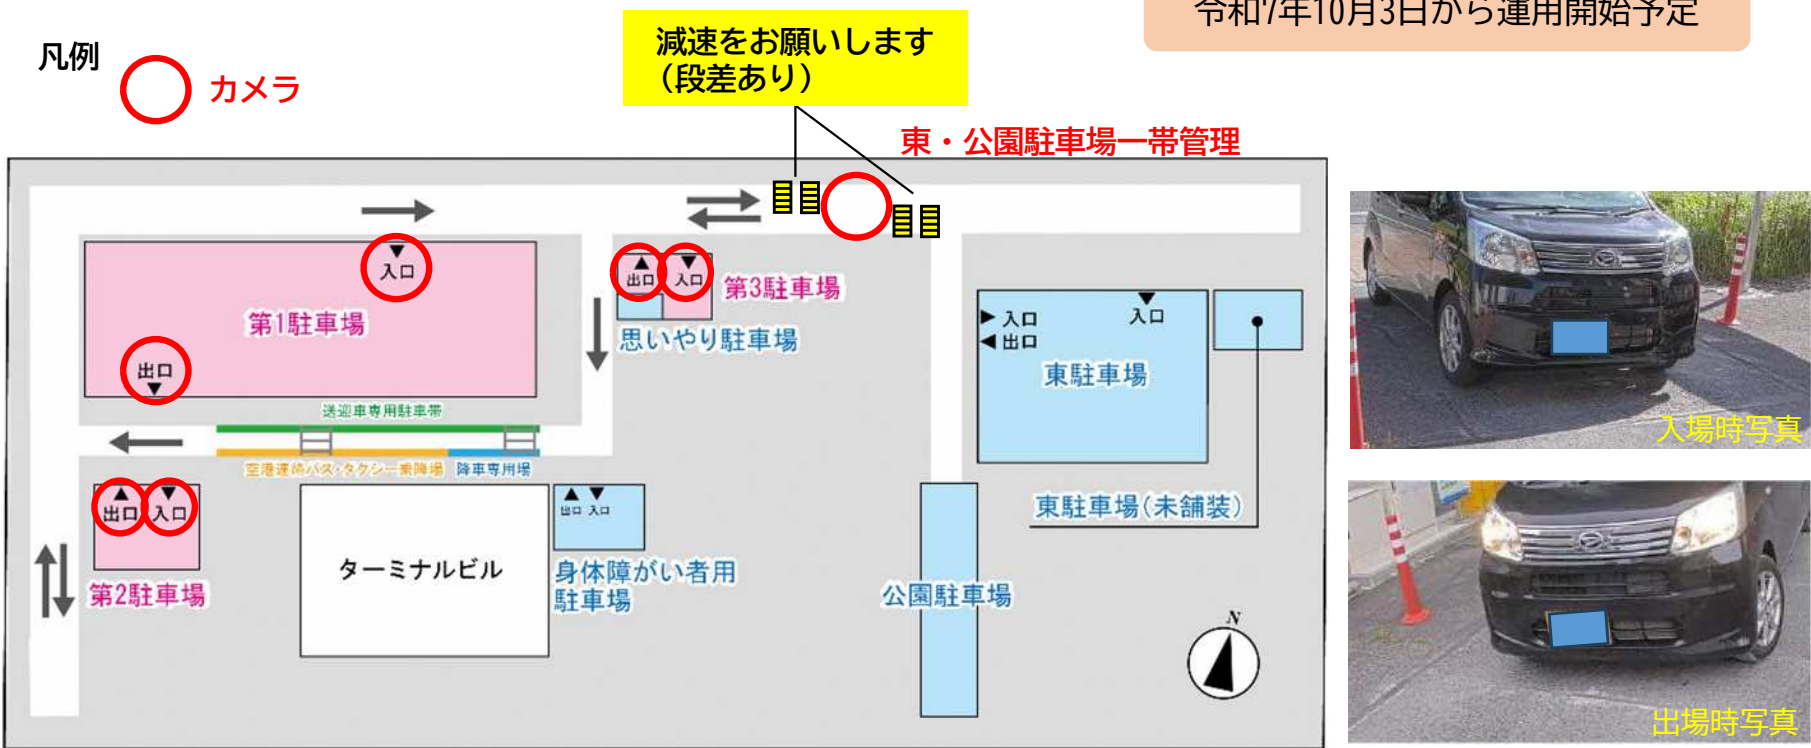 令和7年10月3日から運用開始予定
凡例
カメラ
減速をお願いします
（段差あり）
東・公園駐車場一帯管理
入口
第1駐車場
出口
送迎車専用駐車帯
空港連絡バス・タクシー乗降場
降車専用場
出口
入口
第3駐車場
思いやり駐車場
入口
出口
入口
東駐車場
東駐車場（未舗装）
出口
入口
第2駐車場
ターミナルビル
出口
入口
身体障がい者用
駐車場
公園駐車場
N
入場時写真
出場時写真